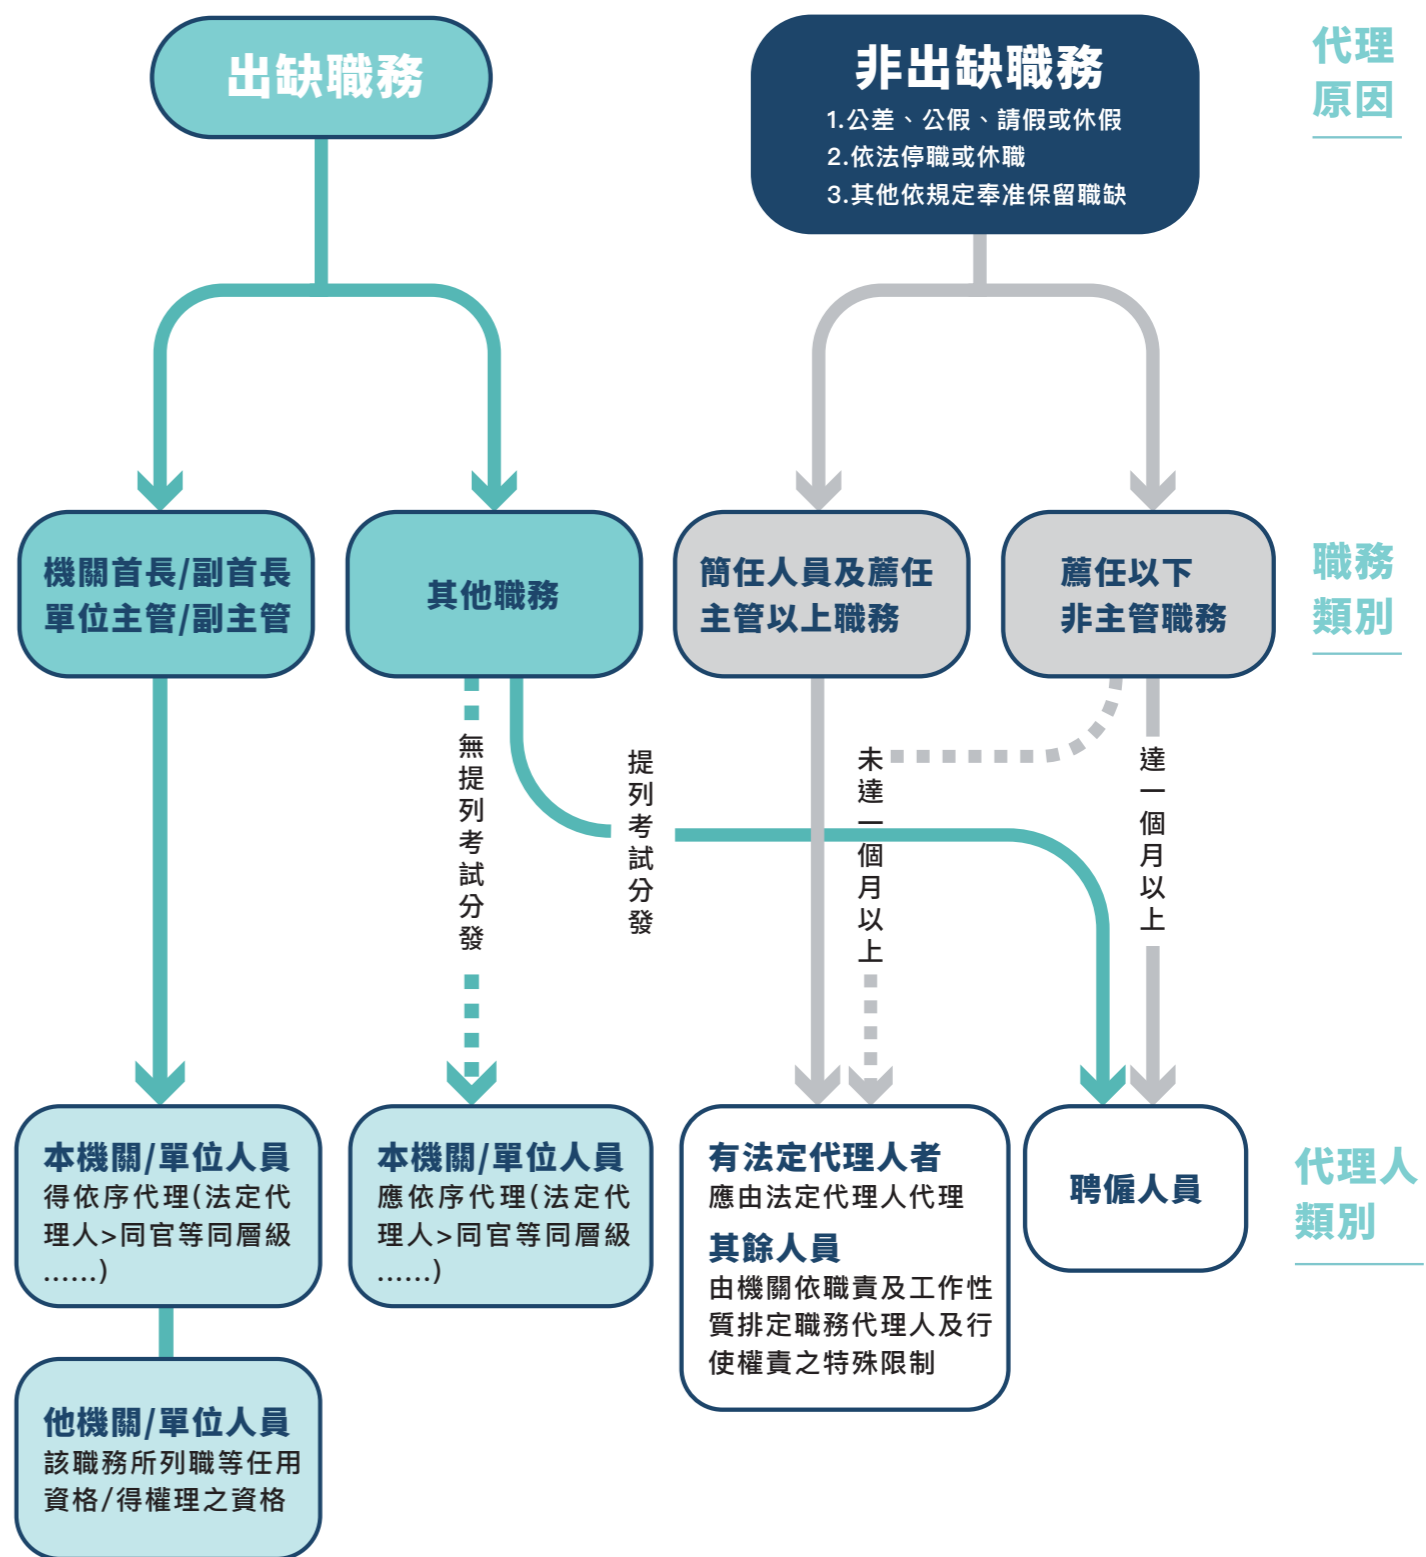 出缺職務
非出缺職務
1.公差、公假、請假或休假
2.依法停職或休職
3.其他依規定奉准保留職缺
代理
原因
機關首長/副首長
單位主管/副主管
其他職務
簡任人員及薦任
主管以上職務
薦任以下
非主管職務
職務
類別
無提列考試分發
提列考試分發
未達一個月以上
達一個月以上
本機關/單位人員
得依序代理(法定代
理人>同官等同層級
......)
本機關/單位人員
應依序代理(法定代
理人>同官等同層級
......)
有法定代理人者
應由法定代理人代理
其餘人員
由機關依職責及工作性
質排定職務代理人及行
使權責之特殊限制
聘僱人員
代理人
類別
他機關/單位人員
該職務所列職等任用
資格/得權理之資格